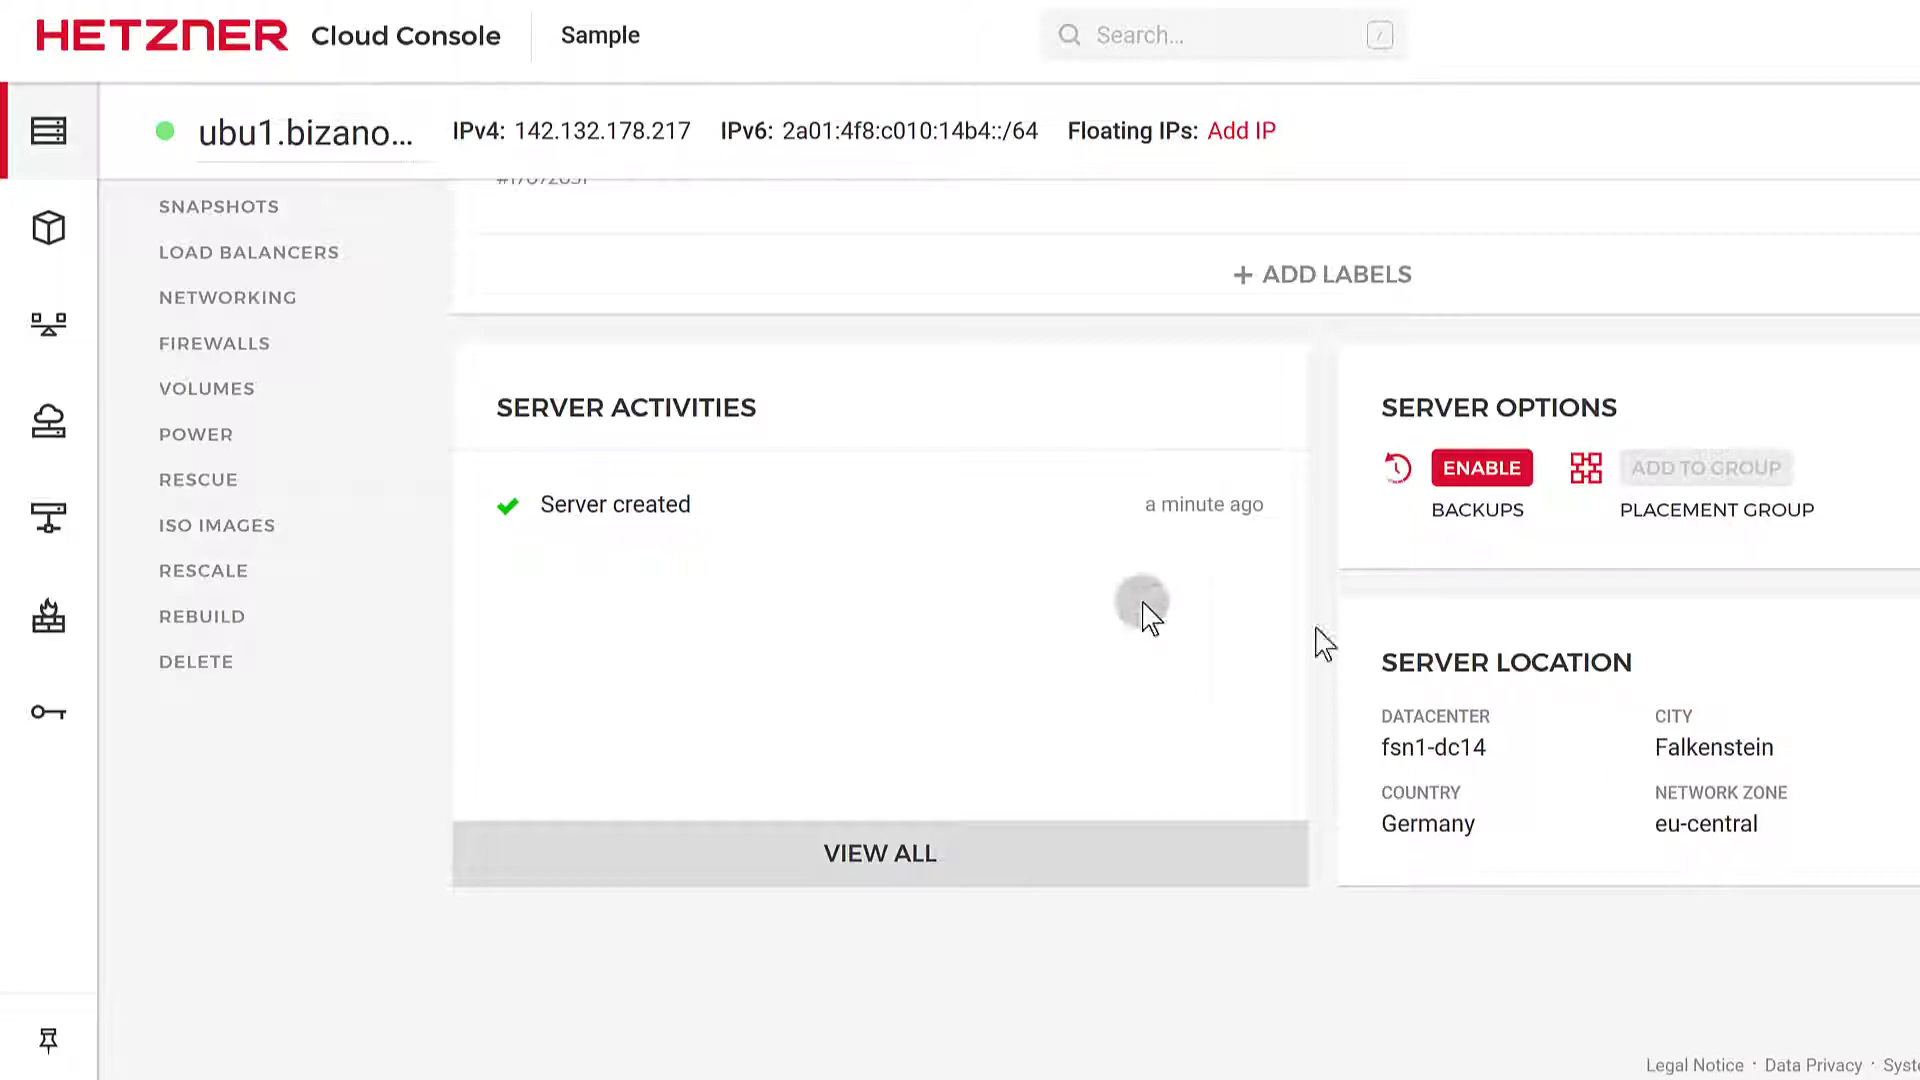 HETZNER Cloud Console Sample Search... /
ubu1.bizano... IPv4: 142.132.178.217 IPv6: 2a01:4f8:c010:14b4::/64 Floating IPs: Add IP
SNAPSHOTS
LOAD BALANCERS
NETWORKING
FIREWALLS
VOLUMES
POWER
RESCUE
ISO IMAGES
RESCALE
REBUILD
DELETE
+ ADD LABELS
SERVER ACTIVITIES
Server created a minute ago
VIEW ALL
SERVER OPTIONS
ENABLE ADD TO GROUP
BACKUPS PLACEMENT GROUP
SERVER LOCATION
DATACENTER CITY
fsn1-dc14 Falkenstein
COUNTRY NETWORK ZONE
Germany eu-central
Legal Notice · Data Privacy · Syst